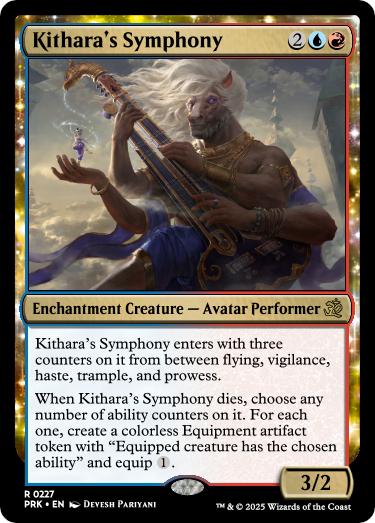 Kithara's Symphony 2
Enchantment Creature — Avatar Performer
Kithara's Symphony enters with three
counters on it from between flying, vigilance,
haste, trample, and prowess.
When Kithara's Symphony dies, choose any
number of ability counters on it. For each
one, create a colorless Equipment artifact
token with “Equipped creature has the chosen
ability” and equip 1.
3/2
R 0227
PRK • EN Devesh Pariyani ™ & © 2025 Wizards of the Coast